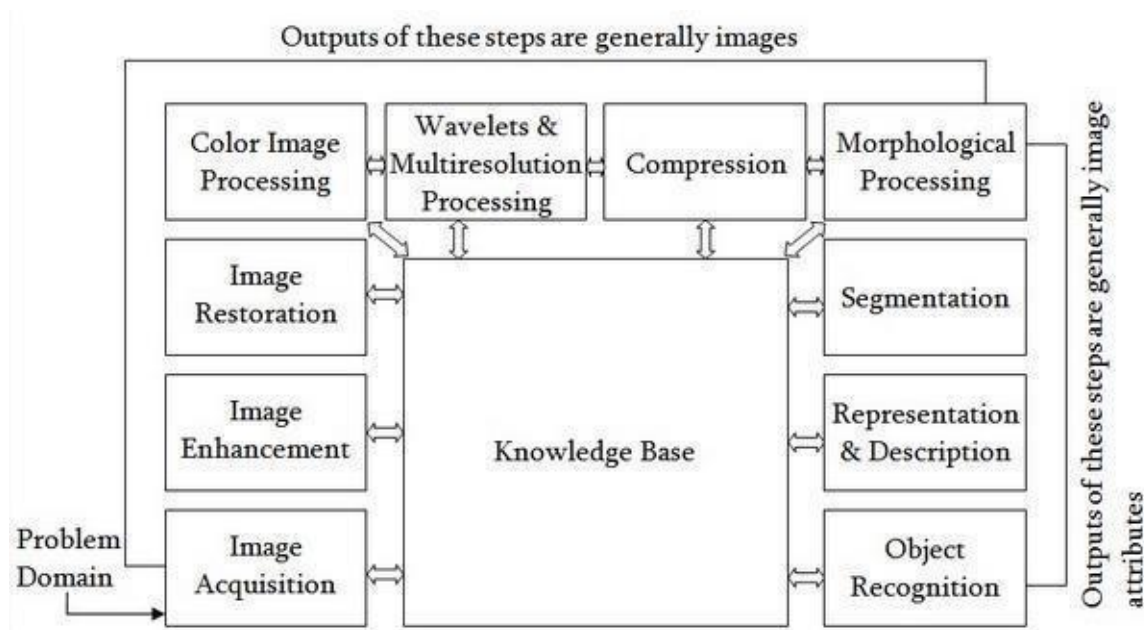 Outputs of these steps are generally images
Color Image
Processing
Wavelets &
Multiresolution
Processing
Compression
Morphological
Processing
Image
Restoration
Segmentation
Image
Enhancement
Knowledge Base
Representation
& Description
Problem
Domain
Image
Acquisition
Object
Recognition
Outputs of these steps are generally image
attributes